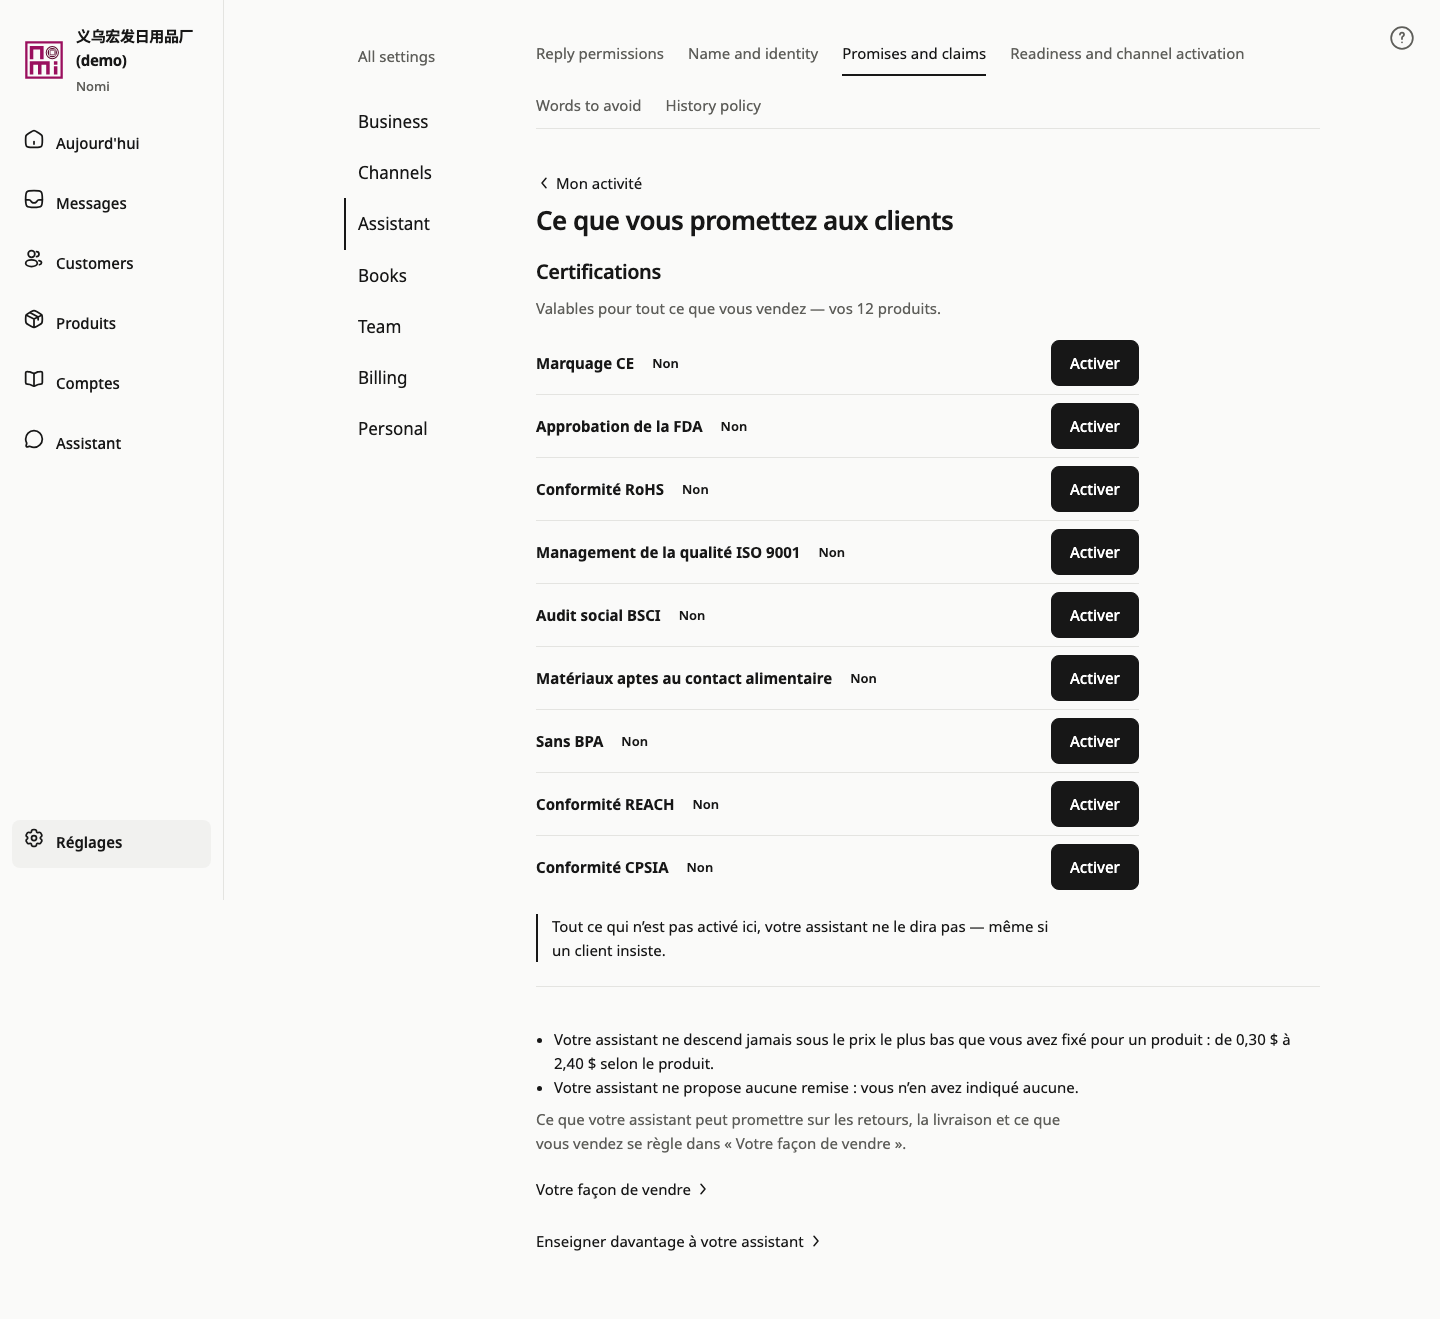 义乌宏发日用品厂
(demo)
Nomi
Aujourd'hui
Messages
Customers
Produits
Comptes
Assistant
Réglages
All settings
Business
Channels
Assistant
Books
Team
Billing
Personal
Reply permissions
Name and identity
Promises and claims
Readiness and channel activation
Words to avoid
History policy
Mon activité
Ce que vous promettez aux clients
Certifications
Valables pour tout ce que vous vendez — vos 12 produits.
Marquage CE Non Activer
Approbation de la FDA Non Activer
Conformité RoHS Non Activer
Management de la qualité ISO 9001 Non Activer
Audit social BSCI Non Activer
Matériaux aptes au contact alimentaire Non Activer
Sans BPA Non Activer
Conformité REACH Non Activer
Conformité CPSIA Non Activer
Tout ce qui n’est pas activé ici, votre assistant ne le dira pas — même si
un client insiste.
• Votre assistant ne descend jamais sous le prix le plus bas que vous avez fixé pour un produit : de 0,30 $ à
2,40 $ selon le produit.
• Votre assistant ne propose aucune remise : vous n’en avez indiqué aucune.
Ce que votre assistant peut promettre sur les retours, la livraison et ce que
vous vendez se règle dans « Votre façon de vendre ».
Votre façon de vendre
Enseigner davantage à votre assistant